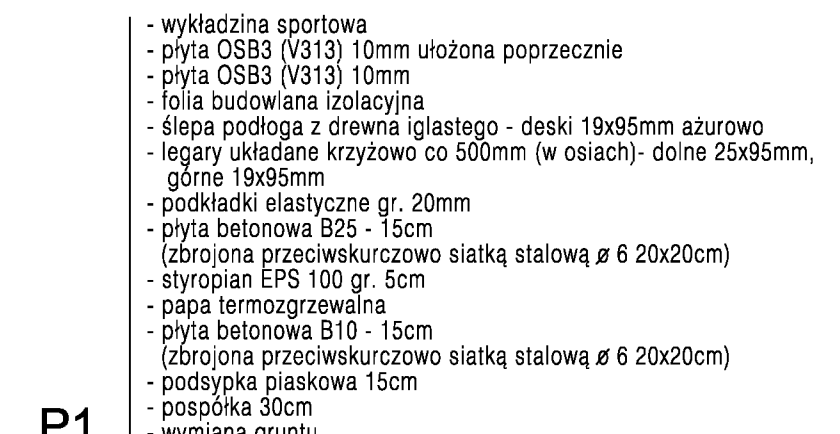 - wykładzina sportowa
- płyta OSB3 (V313) 10mm ułożona poprzecznie
- płyta OSB3 (V313) 10mm
- folia budowlana izolacyjna
- ślepa podłoga z drewna iglastego - deski 19x95mm ażurowo
- legary układane krzyżowo co 500mm (w osiach)- dolne 25x95mm,
górne 19x95mm
- podkładki elastyczne gr. 20mm
- płyta betonowa B25 - 15cm
(zbrojona przeciwskurczowo siatką stalową ø 6 20x20cm)
- styropian EPS 100 gr. 5cm
- papa termozgrzewalna
- płyta betonowa B10 - 15cm
(zbrojona przeciwskurczowo siatką stalową ø 6 20x20cm)
- podsypka piaskowa 15cm
- pospółka 30cm
P1
- wymiana gruntu